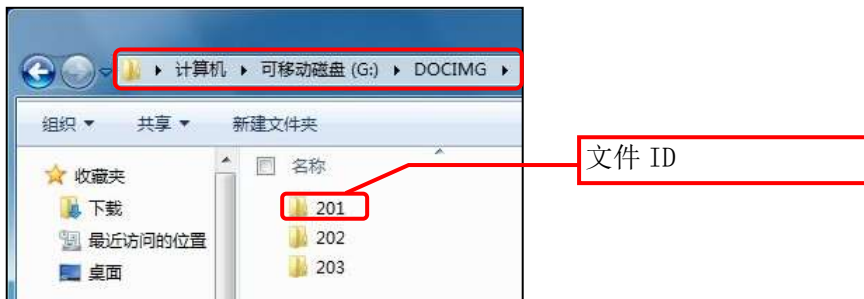 计算机 可移动磁盘 (G:) DOCIMG
组织 共享 新建文件夹
收藏夹
下载
最近访问的位置
桌面
名称
201
202
203
文件 ID